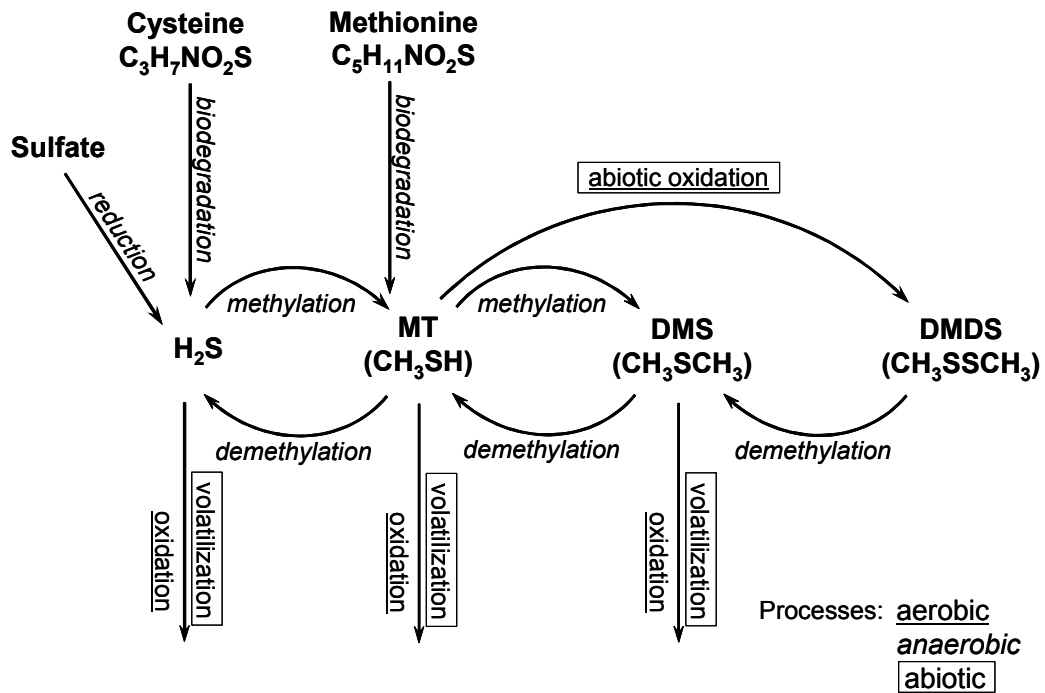 Cysteine
C₃H₇NO₂S
Methionine
C₅H₁₁NO₂S
Sulfate
reduction
biodegradation
biodegradation
abiotic oxidation
methylation
methylation
H₂S
MT
(CH₃SH)
DMS
(CH₃SCH₃)
DMDS
(CH₃SSCH₃)
demethylation
demethylation
demethylation
oxidation
volatilization
oxidation
volatilization
oxidation
volatilization
Processes: aerobic
anaerobic
abiotic